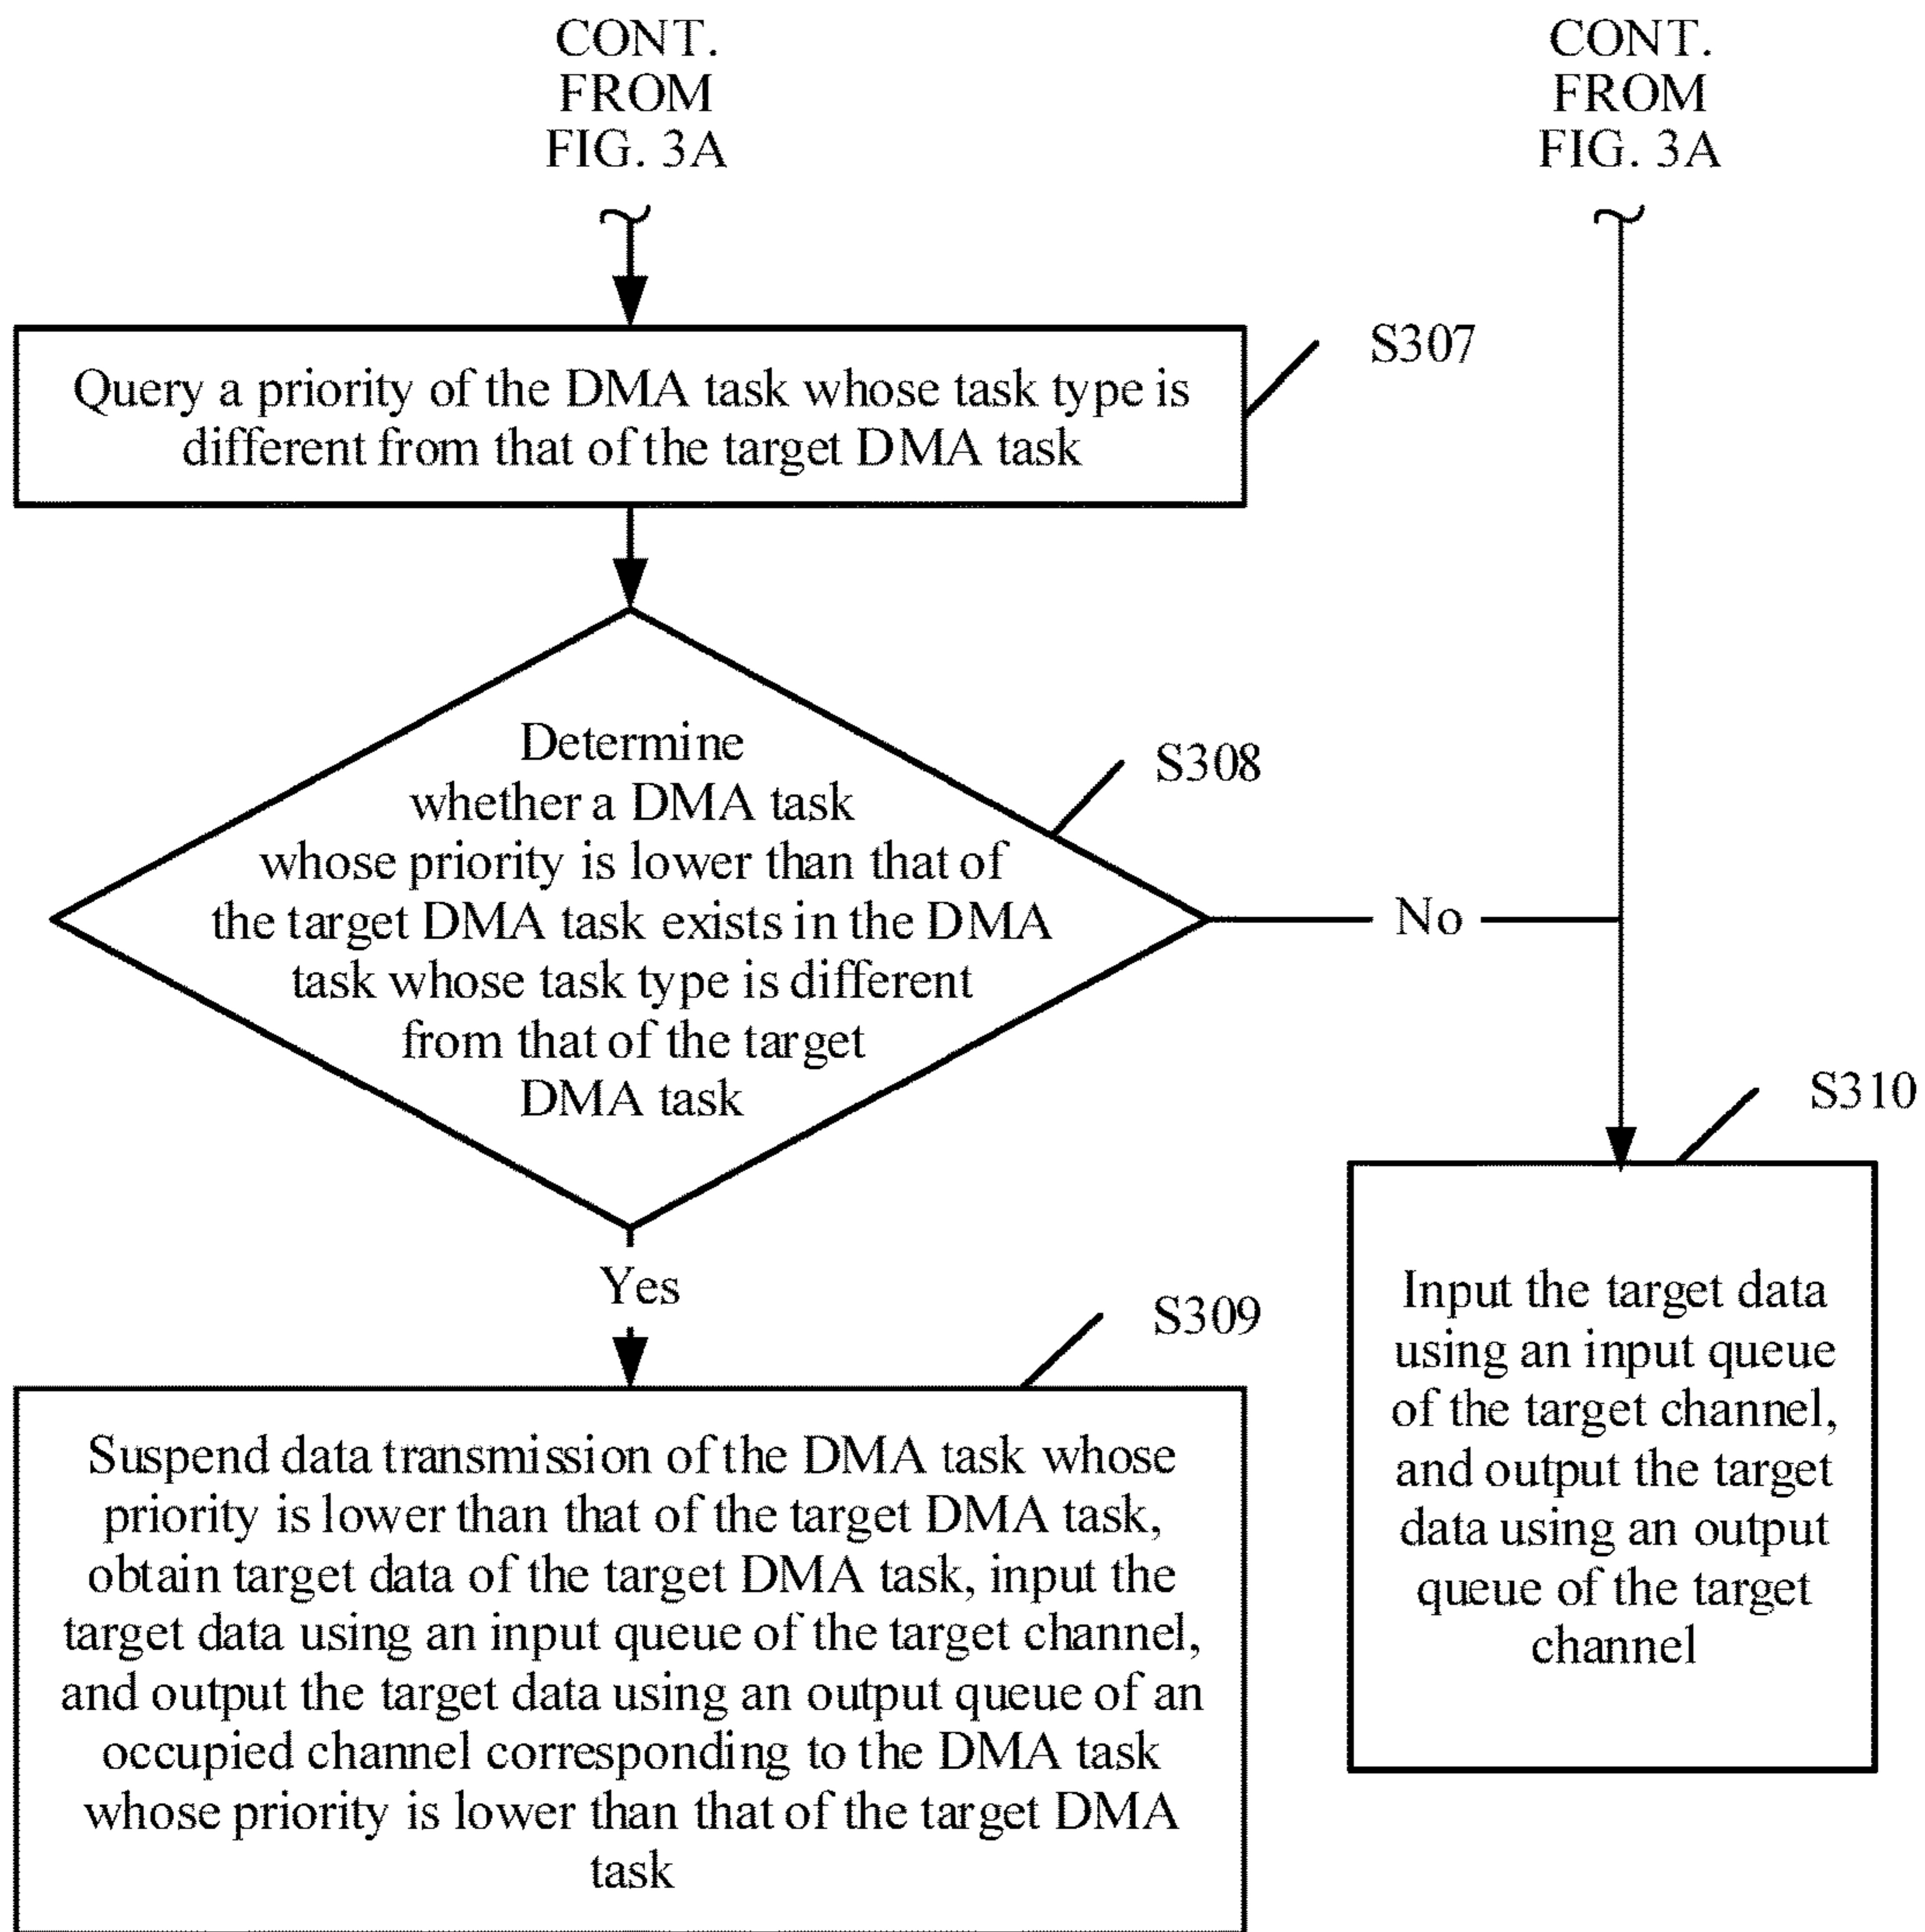 CONT.
FROM
FIG. 3A
CONT.
FROM
FIG. 3A
S307
Query a priority of the DMA task whose task type is
different from that of the target DMA task
S308
Determine
whether a DMA task
whose priority is lower than that of
the target DMA task exists in the DMA
task whose task type is different
from that of the target
DMA task
No
Yes
S309
Suspend data transmission of the DMA task whose
priority is lower than that of the target DMA task,
obtain target data of the target DMA task, input the
target data using an input queue of the target channel,
and output the target data using an output queue of an
occupied channel corresponding to the DMA task
whose priority is lower than that of the target DMA
task
S310
Input the target data
using an input queue
of the target channel,
and output the target
data using an output
queue of the target
channel